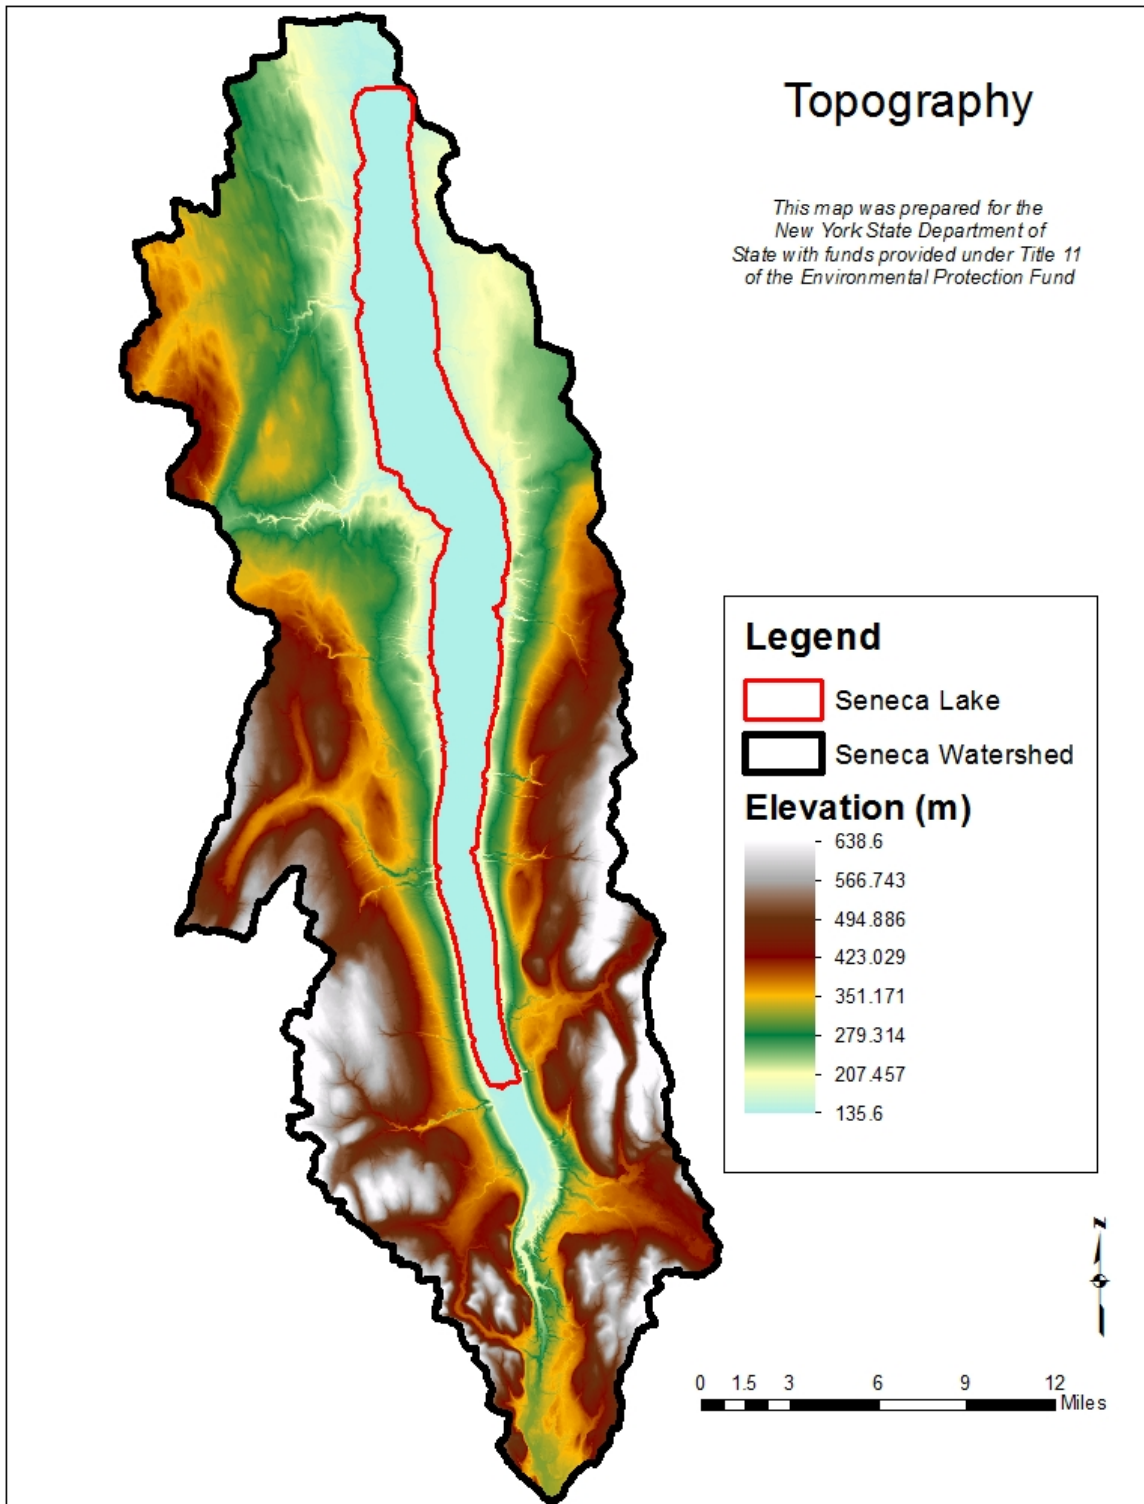 Topography
This map was prepared for the
New York State Department of
State with funds provided under Title 11
of the Environmental Protection Fund
Legend
Seneca Lake
Seneca Watershed
Elevation (m)
638.6
566.743
494.886
423.029
351.171
279.314
207.457
135.6
N
0 1.5 3 6 9 12
Miles